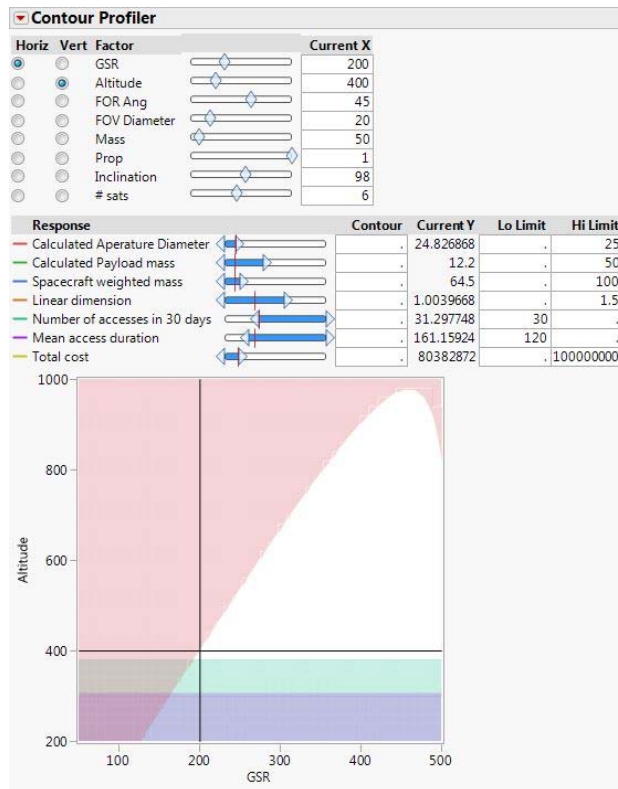 Contour Profiler
Horiz Vert Factor Current X
GSR 200
Altitude 400
FOR Ang 45
FOV Diameter 20
Mass 50
Prop 1
Inclination 98
# sats 6
Response Contour Current Y Lo Limit Hi Limit
Calculated Aperature Diameter . 24.826868 . 25
Calculated Payload mass . 12.2 . 50
Spacecraft weighted mass . 64.5 . 100
Linear dimension . 1.0039668 . 1.5
Number of accesses in 30 days . 31.297748 30 .
Mean access duration . 161.15924 120 .
Total cost . 80382872 . 100000000
1000
800
600
400
200
Altitude
100 200 300 400 500
GSR